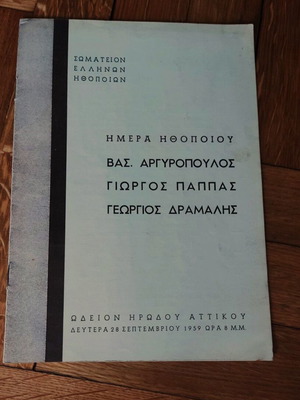 ΣΩΜΑΤΕΙΟΝ
ΕΛΛΗΝΩΝ
ΗΘΟΠΟΙΩΝ
ΗΜΕΡΑ ΗΘΟΠΟΙΟΥ
ΒΑΣ. ΑΡΓΥΡΟΠΟΥΛΟΣ
ΓΙΩΡΓΟΣ ΠΑΠΠΑΣ
ΓΕΩΡΓΙΟΣ ΔΡΑΜΑΛΗΣ
ΩΔΕΙΟΝ ΗΡΩΔΟΥ ΑΤΤΙΚΟΥ
ΔΕΥΤΕΡΑ 28 ΣΕΠΤΕΜΒΡΙΟΥ 1959 ΩΡΑ 8 Μ.Μ.